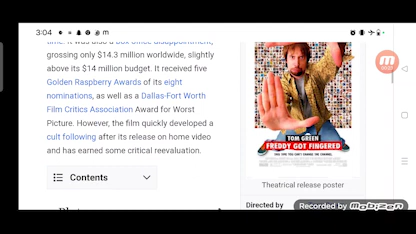 3:04
m
time. It was also a box office disappointment,
grossing only $14.3 million worldwide, slightly
above its $14 million budget. It received five
Golden Raspberry Awards of its eight
nominations, as well as a Dallas-Fort Worth
Film Critics Association Award for Worst
Picture. However, the film quickly developed a
cult following after its release on home video
and has earned some critical reevaluation.
Contents
TOM GREEN
FREDDY GOT FINGERED
Theatrical release poster
Directed by
Recorded by
MOBIZEN